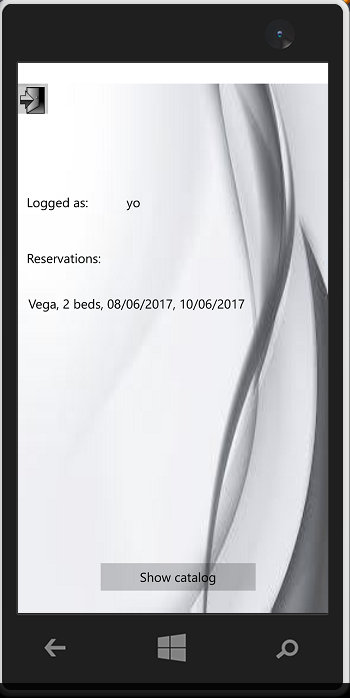 Logged as: yo
Reservations:
Vega, 2 beds, 08/06/2017, 10/06/2017
Show catalog